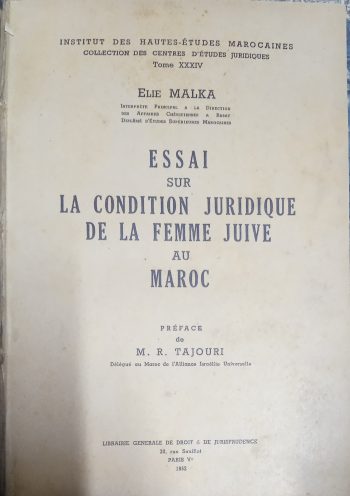 INSTITUT DES HAUTES-ÉTUDES MAROCAINES
COLLECTION DES CENTRES D'ÉTUDES JURIDIQUES
Tome XXXIV
ELIE MALKA
INTERPRÈTE PRINCIPAL A LA DIRECTION
DES AFFAIRES CHÉRIFIENNES A RABAT
DIPLÔMÉ D'ÉTUDES SUPÉRIEURES MAROCAINES
ESSAI
SUR
LA CONDITION JURIDIQUE
DE LA FEMME JUIVE
AU
MAROC
PRÉFACE
de
M. R. TAJOURI
Délégué au Maroc de l'Alliance Israélite Universelle
LIBRAIRIE GENERALE DE DROIT & DE JURISPRUDENCE
20, rue Soufflot
PARIS Vᵉ
1952